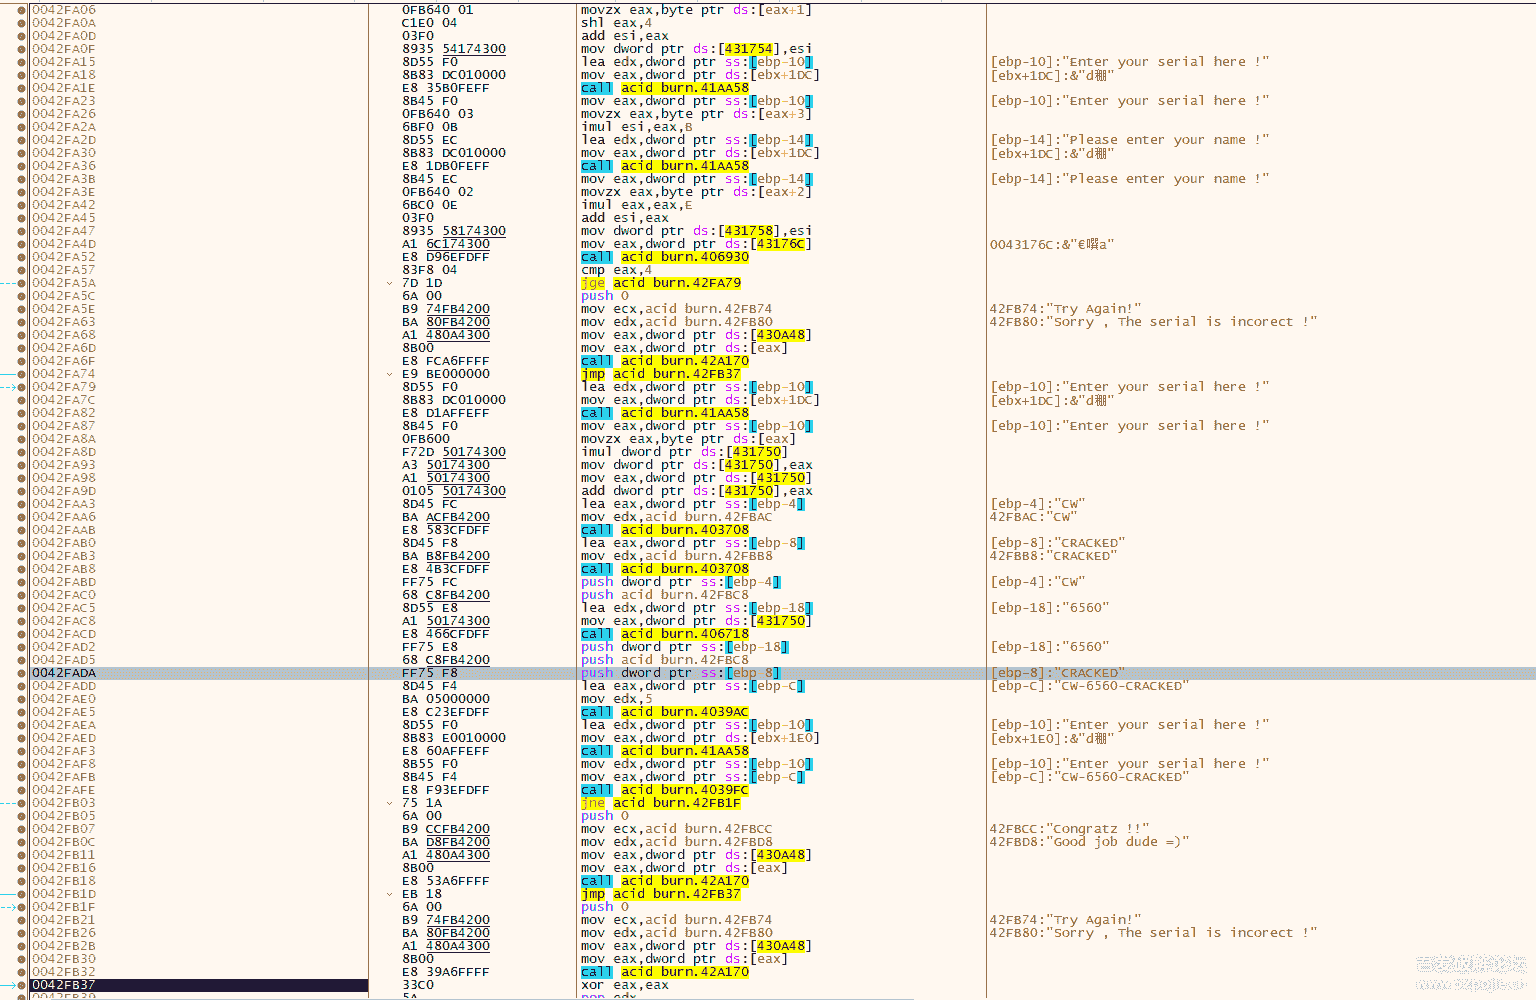 0042FA06 0FB640 01 movzx eax,byte ptr ds:[eax+1]
0042FA0A C1E0 04 shl eax,4
0042FA0D 03F0 add esi,eax
0042FA0F 8935 54174300 mov dword ptr ds:[431754],esi
0042FA15 8D55 F0 lea edx,dword ptr ss:[ebp-10] [ebp-10]:"Enter your serial here !"
0042FA18 8B83 DC010000 mov eax,dword ptr ds:[ebx+1DC] [ebx+1DC]:&"d
0042FA1E E8 35B0FEFF call acid burn.41AA58
0042FA23 8B45 F0 mov eax,dword ptr ss:[ebp-10] [ebp-10]:"Enter your serial here !"
0042FA26 0FB640 03 movzx eax,byte ptr ds:[eax+3]
0042FA2A 6BF0 0B imul esi,eax,B
0042FA2D 8D55 EC lea edx,dword ptr ss:[ebp-14] [ebp-14]:"Please enter your name !"
0042FA30 8B83 DC010000 mov eax,dword ptr ds:[ebx+1DC] [ebx+1DC]:&"d
0042FA36 E8 1DB0FEFF call acid burn.41AA58
0042FA3B 8B45 EC mov eax,dword ptr ss:[ebp-14] [ebp-14]:"Please enter your name !"
0042FA3E 0FB640 02 movzx eax,byte ptr ds:[eax+2]
0042FA42 6BC0 0E imul eax,eax,E
0042FA45 03F0 add esi,eax
0042FA47 8935 58174300 mov dword ptr ds:[431758],esi
0042FA4D A1 6C174300 mov eax,dword ptr ds:[43176C] 0043176C:&"€噀a"
0042FA52 E8 D96EFDFF call acid burn.406930
0042FA57 83F8 04 cmp eax,4
0042FA5A 7D 1D jge acid burn.42FA79
0042FA5C 6A 00 push 0
0042FA5E B9 74FB4200 mov ecx,acid burn.42FB74 42FB74:"Try Again!"
0042FA63 BA 80FB4200 mov edx,acid burn.42FB80 42FB80:"Sorry , The serial is incorect !"
0042FA68 A1 480A4300 mov eax,dword ptr ds:[430A48]
0042FA6D 8B00 mov eax,dword ptr ds:[eax]
0042FA6F E8 FCA6FFFF call acid burn.42A170
0042FA74 E9 BE000000 jmp acid burn.42FB37
0042FA79 8D55 F0 lea edx,dword ptr ss:[ebp-10] [ebp-10]:"Enter your serial here !"
0042FA7C 8B83 DC010000 mov eax,dword ptr ds:[ebx+1DC] [ebx+1DC]:&"d
0042FA82 E8 D1AFFEFF call acid burn.41AA58
0042FA87 8B45 F0 mov eax,dword ptr ss:[ebp-10] [ebp-10]:"Enter your serial here !"
0042FA8A 0FB600 movzx eax,byte ptr ds:[eax]
0042FA8D F72D 50174300 imul dword ptr ds:[431750]
0042FA93 A3 50174300 mov dword ptr ds:[431750],eax
0042FA98 A1 50174300 mov eax,dword ptr ds:[431750]
0042FA9D 0105 50174300 add dword ptr ds:[431750],eax
0042FAA3 8D45 FC lea eax,dword ptr ss:[ebp-4] [ebp-4]:"CW"
0042FAA6 BA ACFB4200 mov edx,acid burn.42FBAC 42FBAC:"CW"
0042FAAB E8 583CFDFF call acid burn.403708
0042FAB0 8D45 F8 lea eax,dword ptr ss:[ebp-8] [ebp-8]:"CRACKED"
0042FAB3 BA B8FB4200 mov edx,acid burn.42FBB8 42FBB8:"CRACKED"
0042FAB8 E8 4B3CFDFF call acid burn.403708
0042FABD FF75 FC push dword ptr ss:[ebp-4] [ebp-4]:"CW"
0042FAC0 68 C8FB4200 push acid burn.42FBC8
0042FAC5 8D55 E8 lea edx,dword ptr ss:[ebp-18] [ebp-18]:"6560"
0042FAC8 A1 50174300 mov eax,dword ptr ds:[431750]
0042FACD E8 466CFDFF call acid burn.406718
0042FAD2 FF75 E8 push dword ptr ss:[ebp-18] [ebp-18]:"6560"
0042FAD5 68 C8FB4200 push acid burn.42FBC8
0042FADA FF75 F8 push dword ptr ss:[ebp-8] [ebp-8]:"CRACKED"
0042FADD 8D45 F4 lea eax,dword ptr ss:[ebp-C] [ebp-C]:"CW-6560-CRACKED"
0042FAE0 BA 05000000 mov edx,5
0042FAE5 E8 C23EFDFF call acid burn.4039AC
0042FAEA 8D55 F0 lea edx,dword ptr ss:[ebp-10] [ebp-10]:"Enter your serial here !"
0042FAED 8B83 E0010000 mov eax,dword ptr ds:[ebx+1E0] [ebx+1E0]:&"d
0042FAF3 E8 60AFFEFF call acid burn.41AA58
0042FAF8 8B55 F0 mov edx,dword ptr ss:[ebp-10] [ebp-10]:"Enter your serial here !"
0042FAFB 8B45 F4 mov eax,dword ptr ss:[ebp-C] [ebp-C]:"CW-6560-CRACKED"
0042FAFE E8 F93EFDFF call acid burn.4039FC
0042FB03 75 1A jne acid burn.42FB1F
0042FB05 6A 00 push 0
0042FB07 B9 CCFB4200 mov ecx,acid burn.42FBCC 42FBCC:"Congratz !!"
0042FB0C BA D8FB4200 mov edx,acid burn.42FBD8 42FBD8:"Good job dude =)"
0042FB11 A1 480A4300 mov eax,dword ptr ds:[430A48]
0042FB16 8B00 mov eax,dword ptr ds:[eax]
0042FB18 E8 53A6FFFF call acid burn.42A170
0042FB1D EB 18 jmp acid burn.42FB37
0042FB1F 6A 00 push 0
0042FB21 B9 74FB4200 mov ecx,acid burn.42FB74 42FB74:"Try Again!"
0042FB26 BA 80FB4200 mov edx,acid burn.42FB80 42FB80:"Sorry , The serial is incorect !"
0042FB2B A1 480A4300 mov eax,dword ptr ds:[430A48]
0042FB30 8B00 mov eax,dword ptr ds:[eax]
0042FB32 E8 39A6FFFF call acid burn.42A170
0042FB37 33C0 xor eax,eax
0042FB39 5A pop edx
吾爱破解论坛
www.52pojie.cn